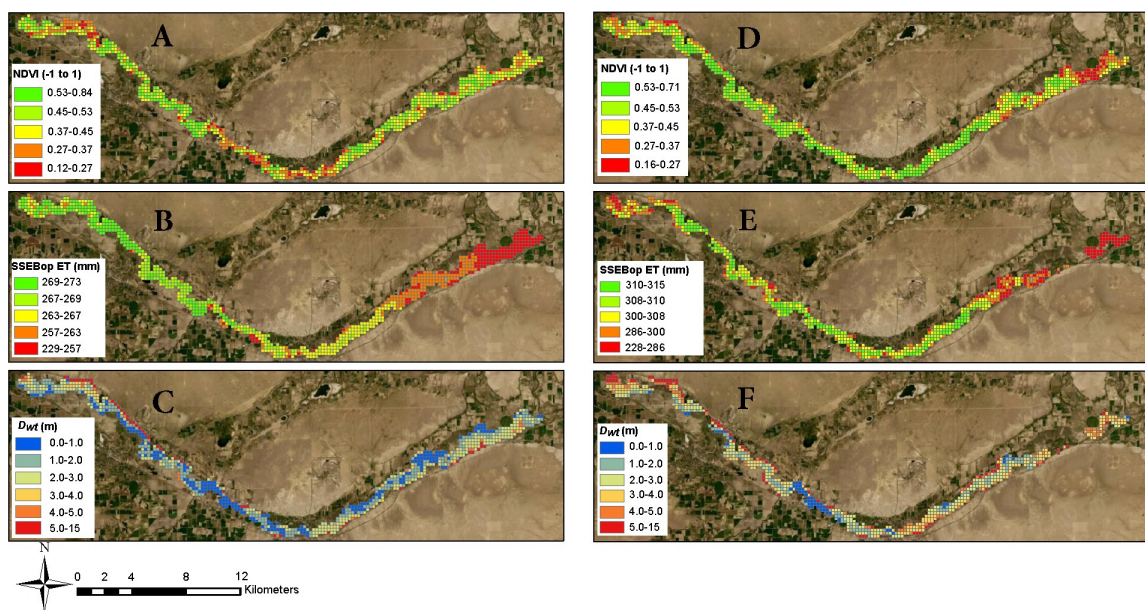 A
NDVI (-1 to 1)
0.53-0.84
0.45-0.53
0.37-0.45
0.27-0.37
0.12-0.27
D
NDVI (-1 to 1)
0.53-0.71
0.45-0.53
0.37-0.45
0.27-0.37
0.16-0.27
B
SSEBop ET (mm)
269-273
267-269
263-267
257-263
229-257
E
SSEBop ET (mm)
310-315
308-310
300-308
286-300
228-286
C
Dwt (m)
0.0-1.0
1.0-2.0
2.0-3.0
3.0-4.0
4.0-5.0
5.0-15
F
Dwt (m)
0.0-1.0
1.0-2.0
2.0-3.0
3.0-4.0
4.0-5.0
5.0-15
N
0 2 4 8 12
Kilometers